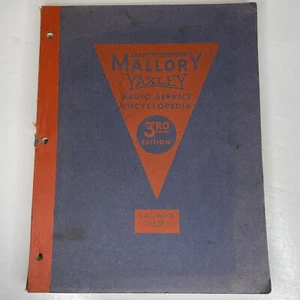 MALLORY
YAXLEY
RADIO SERVICE
ENCYCLOPEDIA
3RD
EDITION